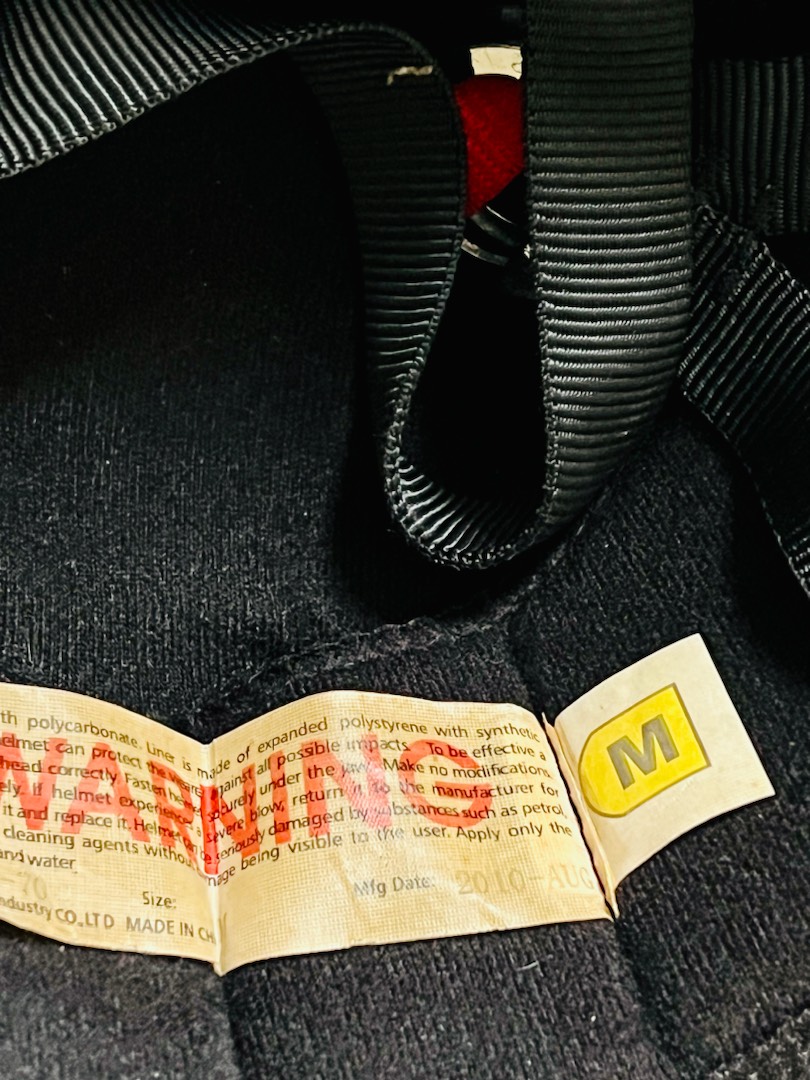 th polycarbonate. Liner is made of expanded polystyrene with synthetic
elmet can protect the against all possible impacts. To be effective a
head correctly. Fasten securely under the jaw. Make no modifications.
ely. If helmet experience a severe blow, return it to the manufacturer for
it and replace it. Helmet can be seriously damaged by substances such as petrol,
cleaning agents without damage being visible to the user. Apply only the
and water.
WARNING
-70
Size:
Mfg Date: 2010-AUG
ndustry CO.,LTD MADE IN CH
M